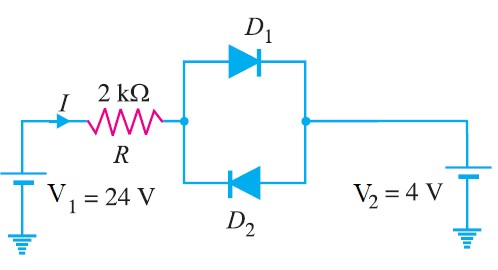 D₁
I
2 kΩ
R
V₁ = 24 V
V₂ = 4 V
D₂